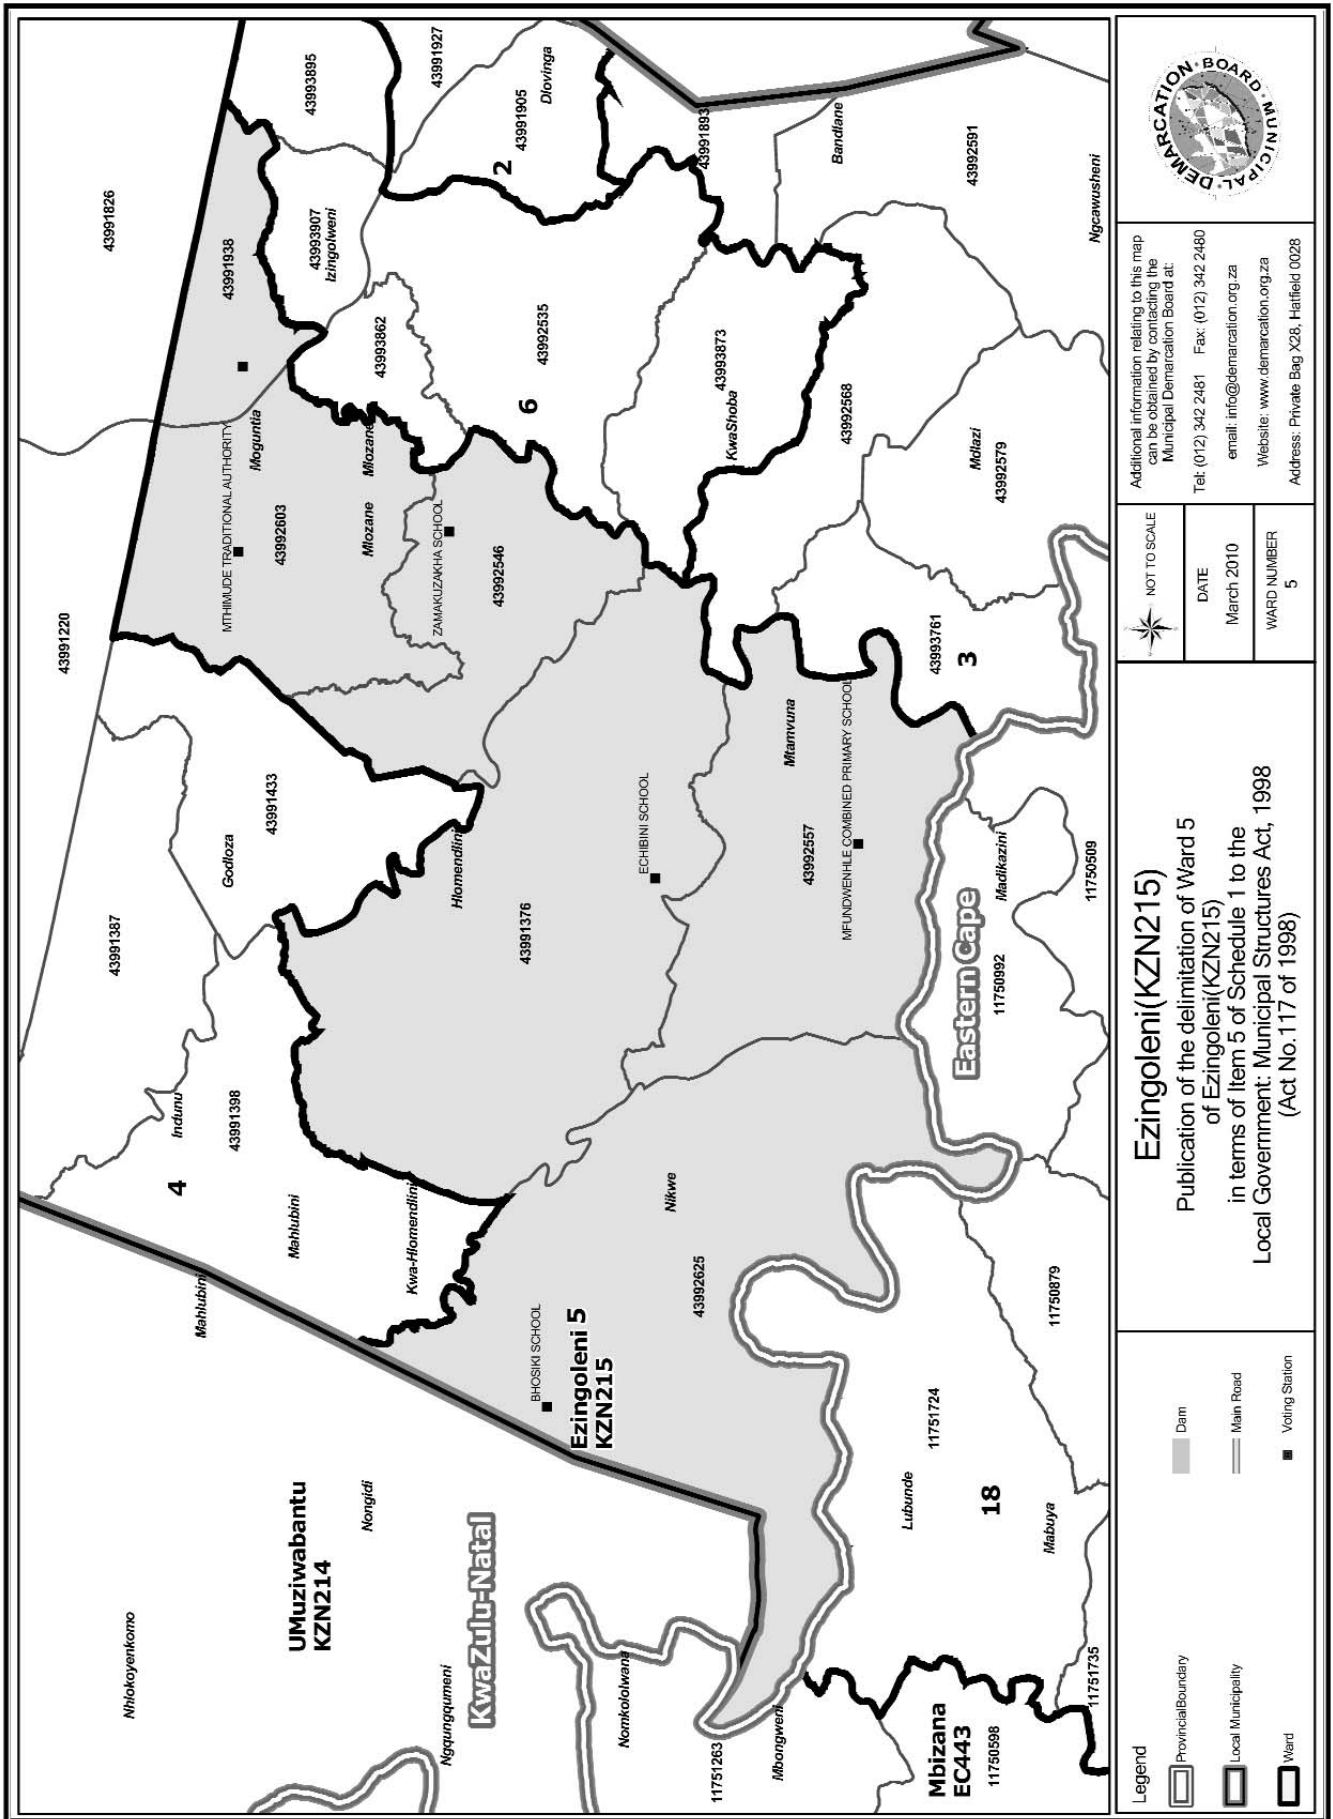 Nhlokoyenkomo
UMuziwabantu
KZN214
Nongidi
Ngqungqumeni
KwaZulu-Natal
Nomkololwana
11751263
Mbongweni
Mbizana
EC443
11750598
11751735
Mahlubini
4
Indunu
43991398
Mahlubini
Kwa-Hlomendlini
BHOSIKI SCHOOL
Ezingoleni 5
KZN215
Nikwe
43992625
11751724
Lubunde
18
Mabuya
11750879
43991387
43991220
Godloza
43991433
Hlomendlini
43991376
ECHIBINI SCHOOL
Mtamvuna
43992557
MFUNDWENHLE COMBINED PRIMARY SCHOOL
Eastern Cape
Madikazini
11750992
11750509
43991826
43991938
MTHIMUDE TRADITIONAL AUTHORITY
Moguntia
43992603
Mlozane
Mlozane
ZAMAKUZAKHA SCHOOL
43992546
43993895
43993907
Izingolweni
43993862
43991927
2
43991905
Dlovinga
43992535
6
43991893
Bandlane
43992591
Ngcawusheni
43993873
KwaShoba
43992568
Mdlazi
43992579
43993761
3
Legend
ProvincialBoundary
Local Municipality
Ward
Dam
Main Road
Voting Station
Ezingoleni(KZN215)
Publication of the delimitation of Ward 5
of Ezingoleni(KZN215)
in terms of Item 5 of Schedule 1 to the
Local Government: Municipal Structures Act, 1998
(Act No.117 of 1998)
NOT TO SCALE
DATE
March 2010
WARD NUMBER
5
Additional information relating to this map
can be obtained by contacting the
Municipal Demarcation Board at:
Tel: (012) 342 2481 Fax: (012) 342 2480
email: info@demarcation.org.za
Website: www.demarcation.org.za
Address: Private Bag X28, Hatfield 0028
MUNICIPAL DEMARCATION BOARD